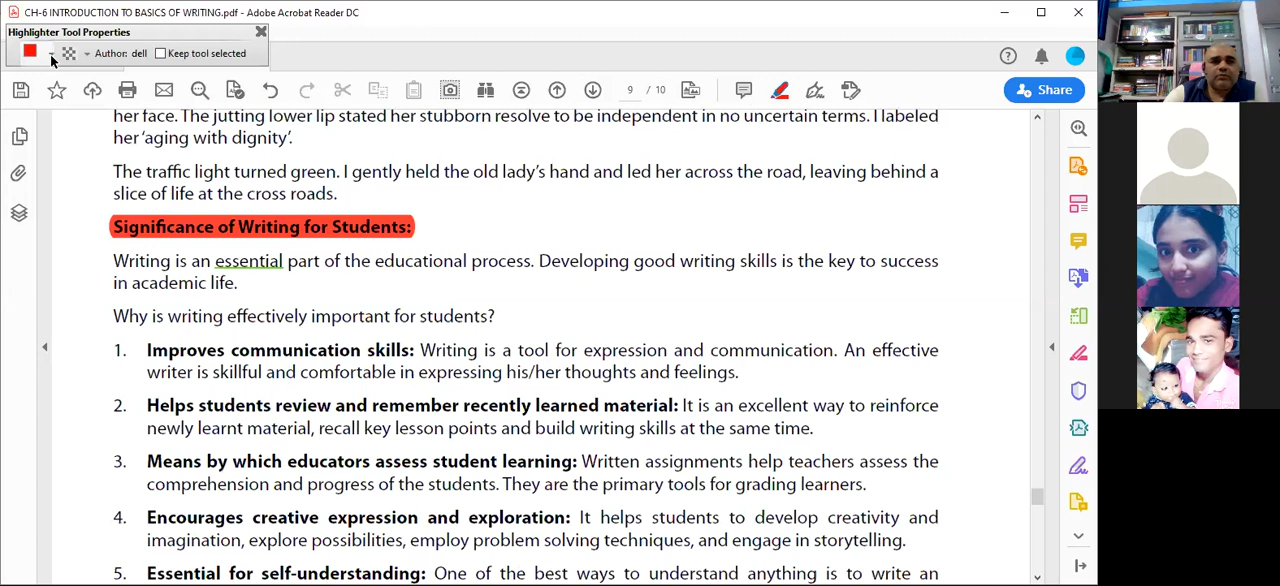 CH-6 INTRODUCTION TO BASICS OF WRITING.pdf - Adobe Acrobat Reader DC
Highlighter Tool Properties
Author: dell Keep tool selected
9 / 10
Share
her face. The jutting lower lip stated her stubborn resolve to be independent in no uncertain terms. I labeled
her ‘aging with dignity’.
The traffic light turned green. I gently held the old lady’s hand and led her across the road, leaving behind a
slice of life at the cross roads.
Significance of Writing for Students:
Writing is an essential part of the educational process. Developing good writing skills is the key to success
in academic life.
Why is writing effectively important for students?
1. Improves communication skills: Writing is a tool for expression and communication. An effective
writer is skillful and comfortable in expressing his/her thoughts and feelings.
2. Helps students review and remember recently learned material: It is an excellent way to reinforce
newly learnt material, recall key lesson points and build writing skills at the same time.
3. Means by which educators assess student learning: Written assignments help teachers assess the
comprehension and progress of the students. They are the primary tools for grading learners.
4. Encourages creative expression and exploration: It helps students to develop creativity and
imagination, explore possibilities, employ problem solving techniques, and engage in storytelling.
5. Essential for self-understanding: One of the best ways to understand anything is to write an